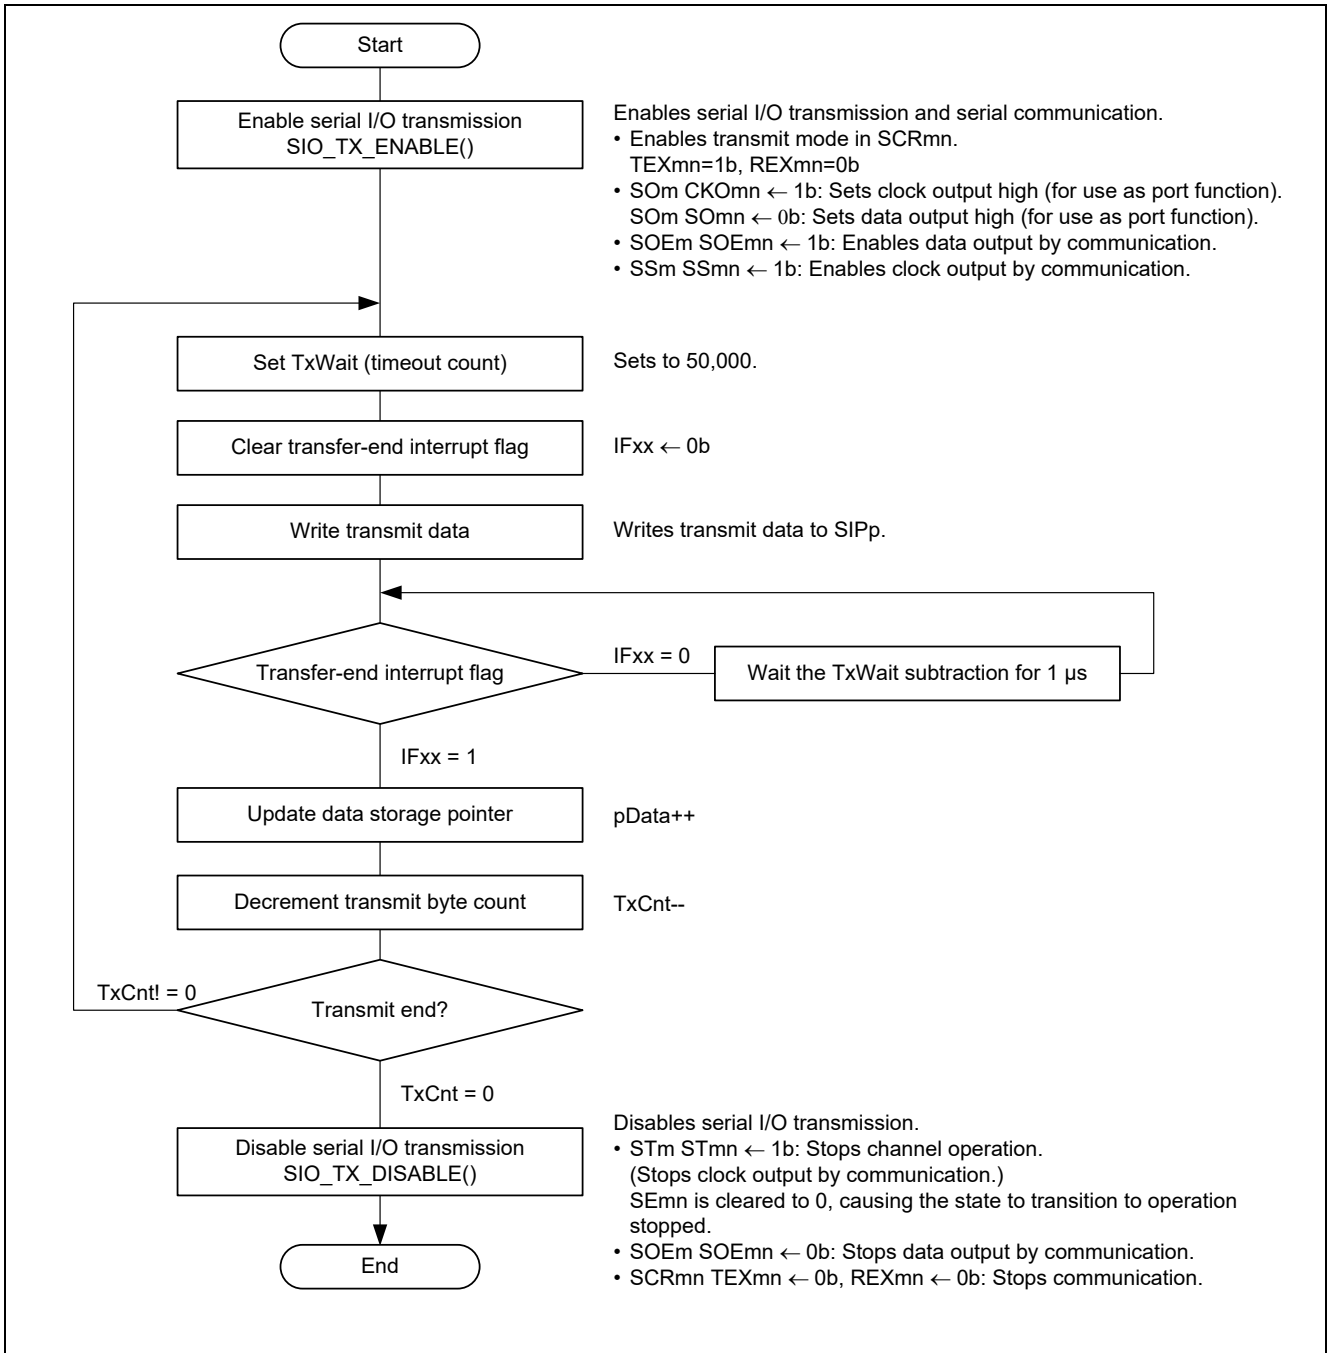 Start
Enable serial I/O transmission
SIO_TX_ENABLE()
Enables serial I/O transmission and serial communication.
• Enables transmit mode in SCRmn.
TEXmn=1b, REXmn=0b
• SOm CKOmn ← 1b: Sets clock output high (for use as port function).
SOm SOmn ← 0b: Sets data output high (for use as port function).
• SOEm SOEmn ← 1b: Enables data output by communication.
• SSm SSmn ← 1b: Enables clock output by communication.
Set TxWait (timeout count)
Sets to 50,000.
Clear transfer-end interrupt flag
IFxx ← 0b
Write transmit data
Writes transmit data to SIPp.
Transfer-end interrupt flag
IFxx = 0
Wait the TxWait subtraction for 1 µs
IFxx = 1
Update data storage pointer
pData++
Decrement transmit byte count
TxCnt--
TxCnt! = 0
Transmit end?
TxCnt = 0
Disable serial I/O transmission
SIO_TX_DISABLE()
Disables serial I/O transmission.
• STm STmn ← 1b: Stops channel operation.
(Stops clock output by communication.)
SEmn is cleared to 0, causing the state to transition to operation
stopped.
• SOEm SOEmn ← 0b: Stops data output by communication.
• SCRmn TEXmn ← 0b, REXmn ← 0b: Stops communication.
End